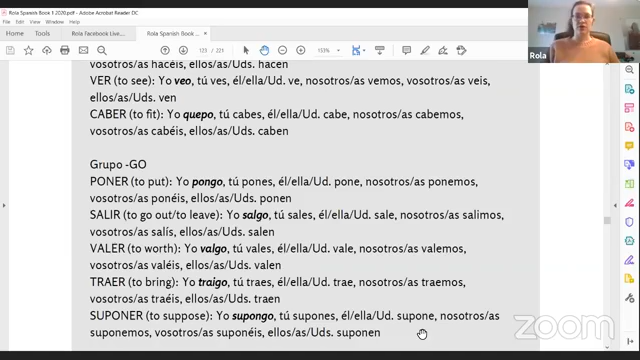 Rola Spanish Book 1 2020.pdf - Adobe Acrobat Reader DC
Home Tools Rola Facebook Live... Rola Spanish Book ... ×
123 / 221 153%
vosotros/as hacéis, ellos/as/Uds. hacen
VER (to see): Yo veo, tú ves, él/ella/Ud. ve, nosotros/as vemos, vosotros/as veis,
ellos/as/Uds. ven
CABER (to fit): Yo quepo, tú cabes, él/ella/Ud. cabe, nosotros/as cabemos,
vosotros/as cabéis, ellos/as/Uds. caben
Grupo -GO
PONER (to put): Yo pongo, tú pones, él/ella/Ud. pone, nosotros/as ponemos,
vosotros/as ponéis, ellos/as/Uds. ponen
SALIR (to go out/to leave): Yo salgo, tú sales, él/ella/Ud. sale, nosotros/as salimos,
vosotros/as salís, ellos/as/Uds. salen
VALER (to worth): Yo valgo, tú vales, él/ella/Ud. vale, nosotros/as valemos,
vosotros/as valéis, ellos/as/Uds. valen
TRAER (to bring): Yo traigo, tú traes, él/ella/Ud. trae, nosotros/as traemos,
vosotros/as traéis, ellos/as/Uds. traen
SUPONER (to suppose): Yo supongo, tú supones, él/ella/Ud. supone, nosotros/as
suponemos, vosotros/as suponéis, ellos/as/Uds. suponen
Rola
zoom